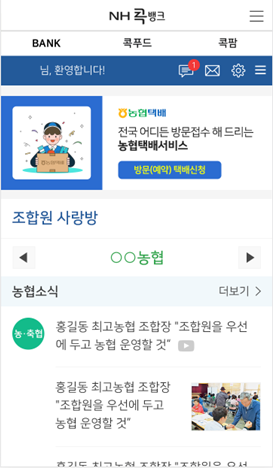 NH 콕뱅크
BANK 콕푸드 콕팜
님, 환영합니다! 1
농협택배
전국 어디든 방문접수 해 드리는
농협택배서비스
방문(예약) 택배신청
조합원 사랑방
◀ ○○농협 ▶
농협소식 더보기 >
농·축협
홍길동 최고농협 조합장 “조합원을 우선
에 두고 농협 운영할 것”
홍길동 최고농협 조합장
“조합원을 우선에 두고
농협 운영할 것”
홍길동 최고농협 조합장 “조합원을 우선